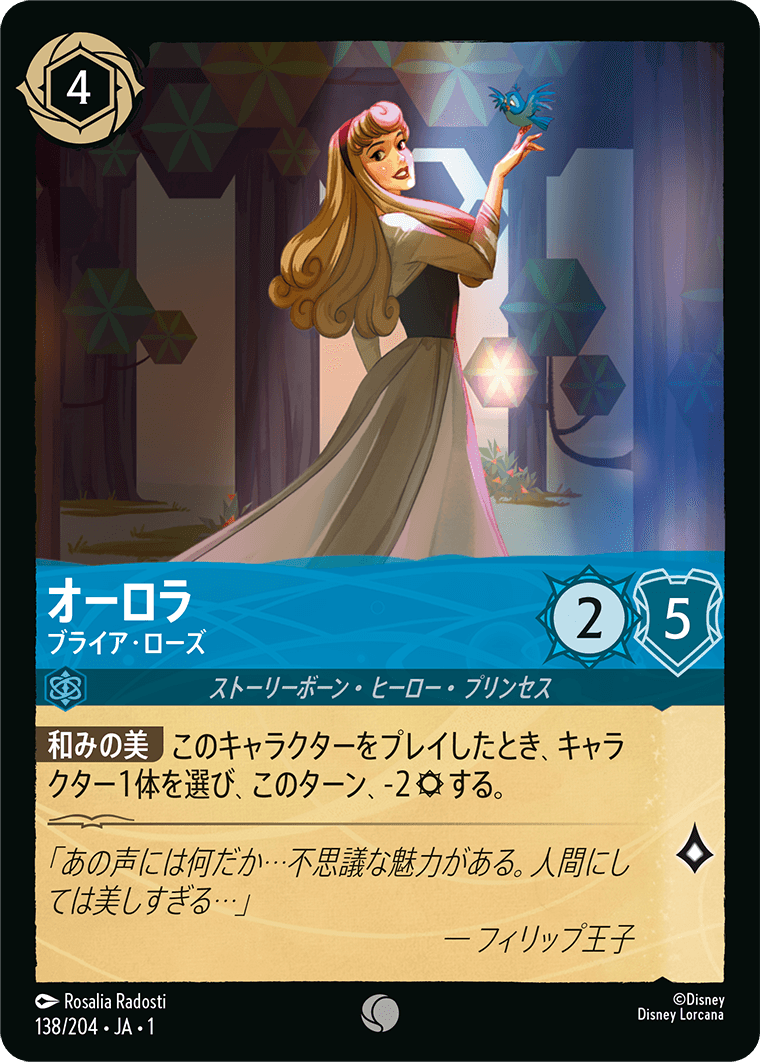 4
オーロラ
ブライア・ローズ
2
5
ストーリーボーン・ヒーロー・プリンセス
和みの美 このキャラクターをプレイしたとき、キャラ
クター1体を選び、このターン、-2 する。
「あの声には何だか…不思議な魅力がある。人間にし
ては美しすぎる…」
— フィリップ王子
Rosalia Radosti
138/204 • JA • 1
©Disney
Disney Lorcana